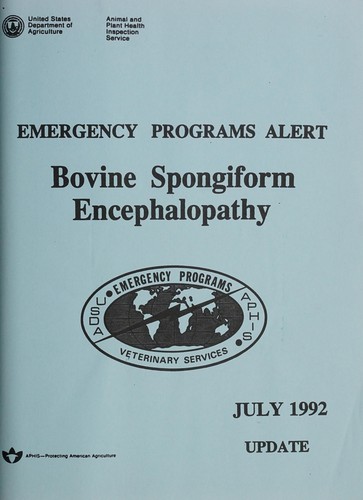 United States
Department of
Agriculture
Animal and
Plant Health
Inspection
Service
EMERGENCY PROGRAMS ALERT
Bovine Spongiform
Encephalopathy
USDA • EMERGENCY PROGRAMS • APHIS
VETERINARY SERVICES
JULY 1992
UPDATE
APHIS—Protecting American Agriculture